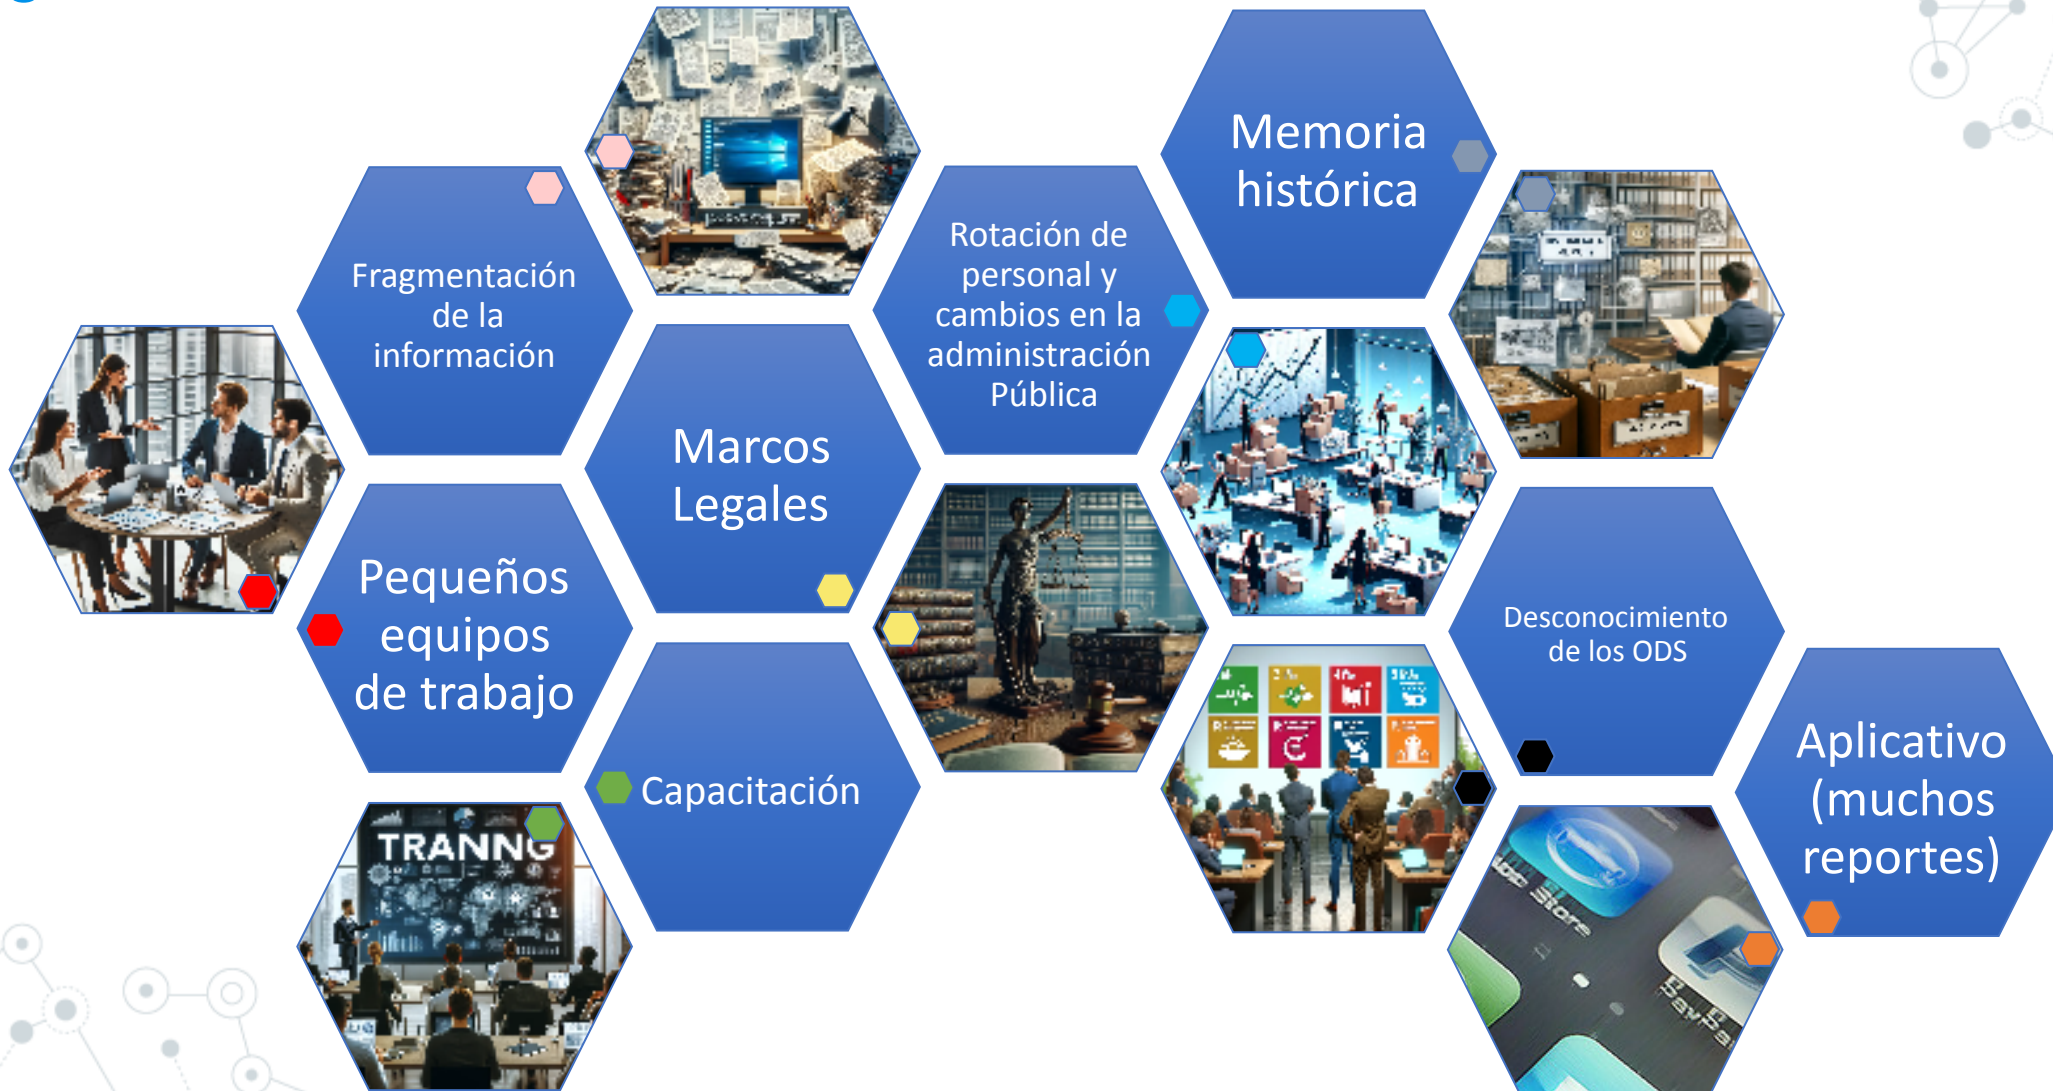 Memoria
histórica
Fragmentación
de la
información
Rotación de
personal y
cambios en la
administración
Pública
Marcos
Legales
Pequeños
equipos
de trabajo
Desconocimiento
de los ODS
Capacitación
Aplicativo
(muchos
reportes)
TRANNG
Store